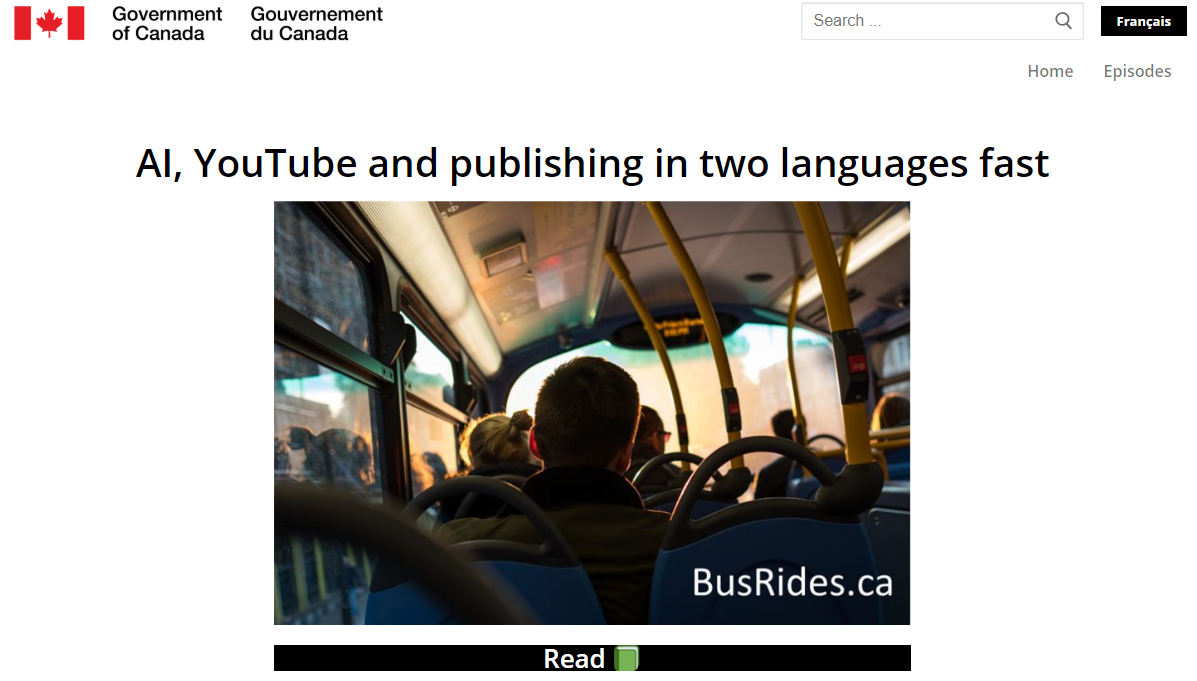 Government of Canada
Gouvernement du Canada
Search ...
Français
Home
Episodes
AI, YouTube and publishing in two languages fast
BusRides.ca
Read